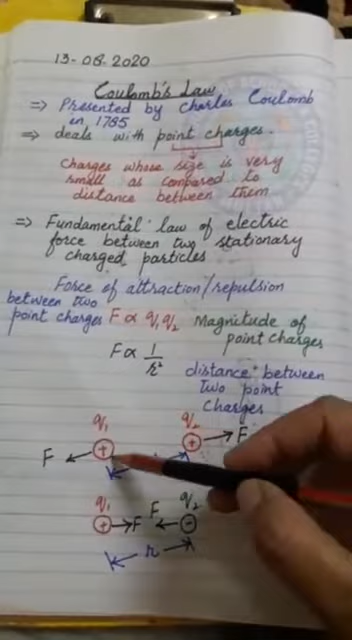 13-08-2020
Coulomb's Law
⇒ Presented by Charles Coulomb
in 1785
⇒ deals with point charges.
Charges whose size is very
small as compared to
distance between them
⇒ Fundamental law of electric
force between two stationary
charged particles
Force of attraction/repulsion
between two
point charges F ∝ q₁q₂ Magnitude of
point charges
F ∝ 1/r² distance between
Two point
charges
q₁ q₂
F + + F
q₁ F q₂
+ F -
r